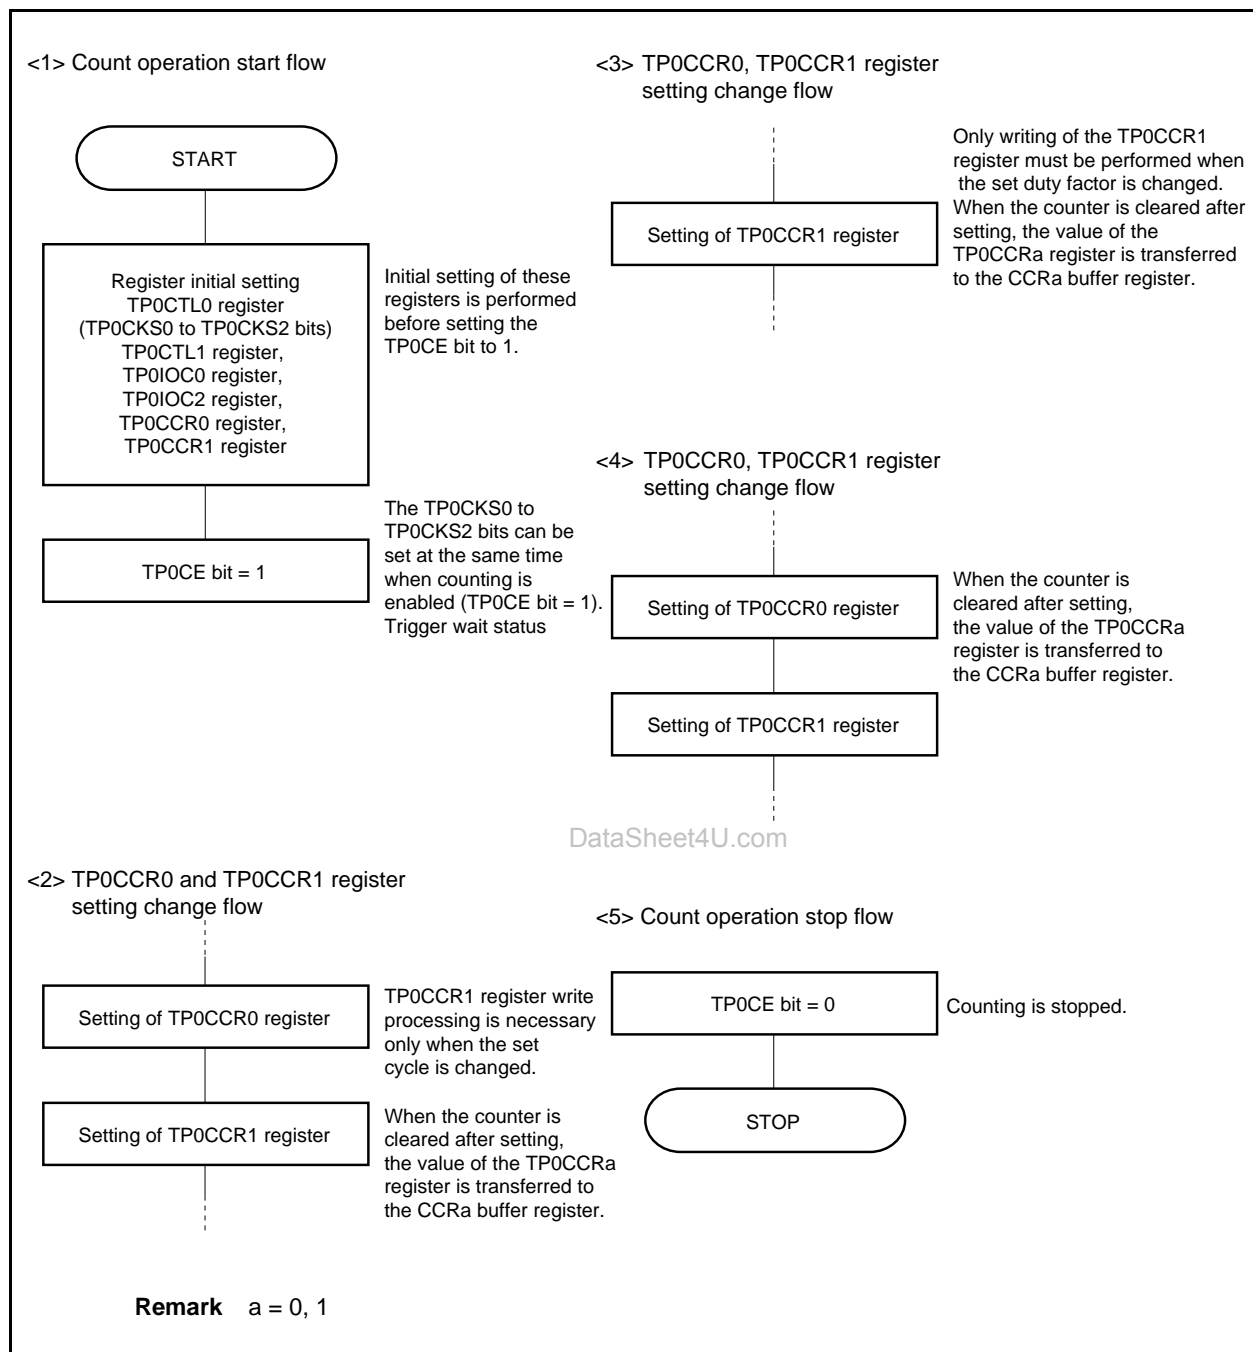 <1> Count operation start flow
START
Register initial setting
TP0CTL0 register
(TP0CKS0 to TP0CKS2 bits)
TP0CTL1 register,
TP0IOC0 register,
TP0IOC2 register,
TP0CCR0 register,
TP0CCR1 register
Initial setting of these
registers is performed
before setting the
TP0CE bit to 1.
TP0CE bit = 1
The TP0CKS0 to
TP0CKS2 bits can be
set at the same time
when counting is
enabled (TP0CE bit = 1).
Trigger wait status
<2> TP0CCR0 and TP0CCR1 register
setting change flow
Setting of TP0CCR0 register
TP0CCR1 register write
processing is necessary
only when the set
cycle is changed.
Setting of TP0CCR1 register
When the counter is
cleared after setting,
the value of the TP0CCRa
register is transferred to
the CCRa buffer register.
<3> TP0CCR0, TP0CCR1 register
setting change flow
Setting of TP0CCR1 register
Only writing of the TP0CCR1
register must be performed when
the set duty factor is changed.
When the counter is cleared after
setting, the value of the
TP0CCRa register is transferred
to the CCRa buffer register.
<4> TP0CCR0, TP0CCR1 register
setting change flow
Setting of TP0CCR0 register
When the counter is
cleared after setting,
the value of the TP0CCRa
register is transferred to
the CCRa buffer register.
Setting of TP0CCR1 register
DataSheet4U.com
<5> Count operation stop flow
TP0CE bit = 0
Counting is stopped.
STOP
Remark a = 0, 1